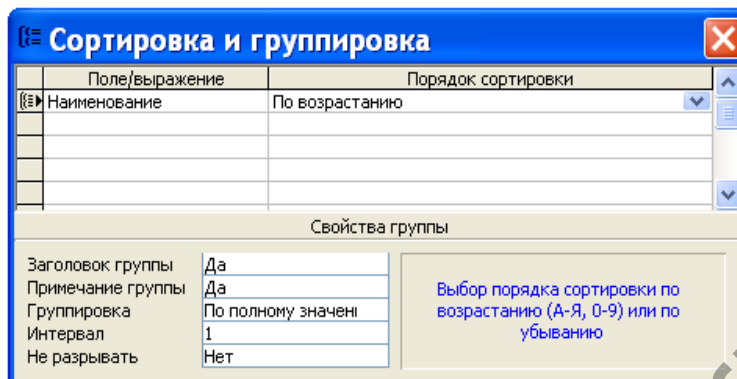 Сортировка и группировка
Поле/выражение Порядок сортировки
Наименование По возрастанию
Свойства группы
Заголовок группы Да
Примечание группы Да
Группировка По полному значени
Интервал 1
Не разрывать Нет
Выбор порядка сортировки по
возрастанию (А-Я, 0-9) или по
убыванию